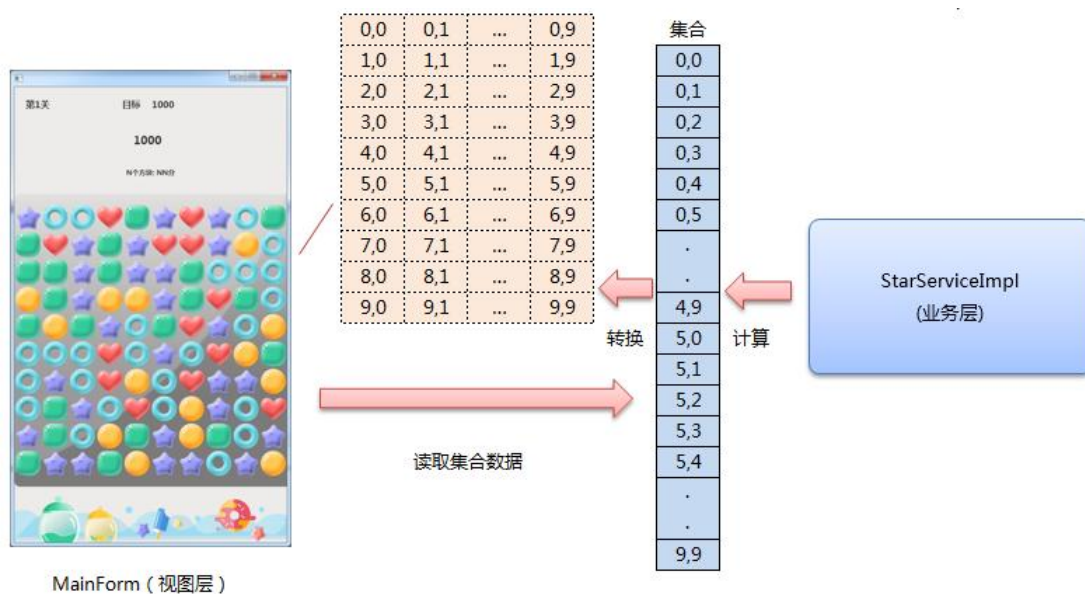 第1关 目标 1000
1000
N个方块: NN分
MainForm（视图层）
0,0 0,1 ... 0,9
1,0 1,1 ... 1,9
2,0 2,1 ... 2,9
3,0 3,1 ... 3,9
4,0 4,1 ... 4,9
5,0 5,1 ... 5,9
6,0 6,1 ... 6,9
7,0 7,1 ... 7,9
8,0 8,1 ... 8,9
9,0 9,1 ... 9,9
转换
读取集合数据
集合
0,0
0,1
0,2
0,3
0,4
0,5
.
.
4,9
5,0
5,1
5,2
5,3
5,4
.
.
9,9
计算
StarServiceImpl
(业务层)